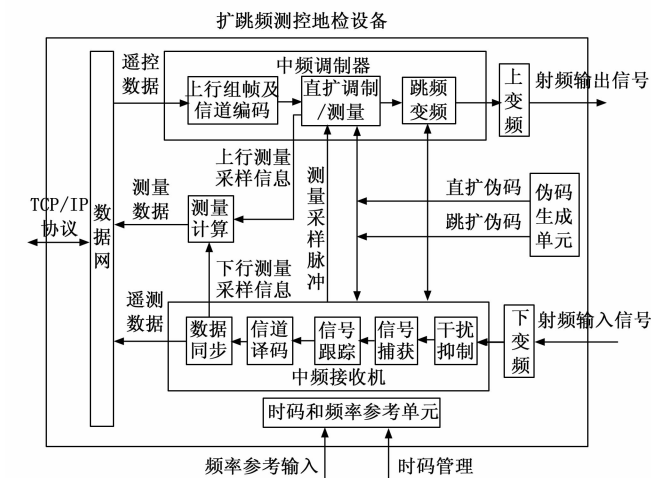 扩跳频测控地检设备
遥控
数据
中频调制器
上行组帧及
信道编码
直扩调制
/测量
跳频
变频
上
变
频
射频输出信号
上行测量
采样信息
测量
数据
测量
计算
测
量
采
样
脉
冲
直扩伪码
跳扩伪码
伪码
生成
单元
TCP/IP
协议
数
据
网
下行测量
采样信息
遥测
数据
数据
同步
信道
译码
信号
跟踪
信号
捕获
干扰
抑制
中频接收机
下
变
频
射频输入信号
时码和频率参考单元
频率参考输入
时码管理